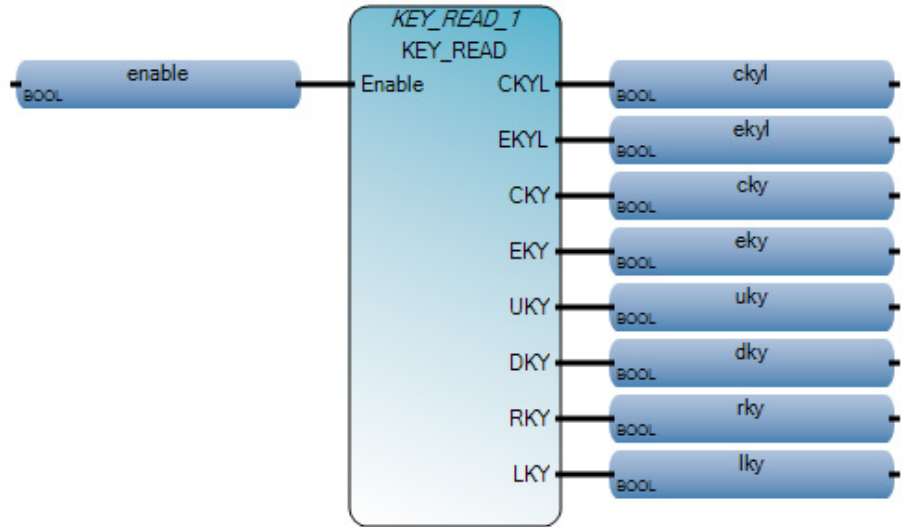 KEY_READ_1
KEY_READ
enable
BOOL
Enable
CKYL
ckyl
BOOL
EKYL
ekyl
BOOL
CKY
cky
BOOL
EKY
eky
BOOL
UKY
uky
BOOL
DKY
dky
BOOL
RKY
rky
BOOL
LKY
lky
BOOL